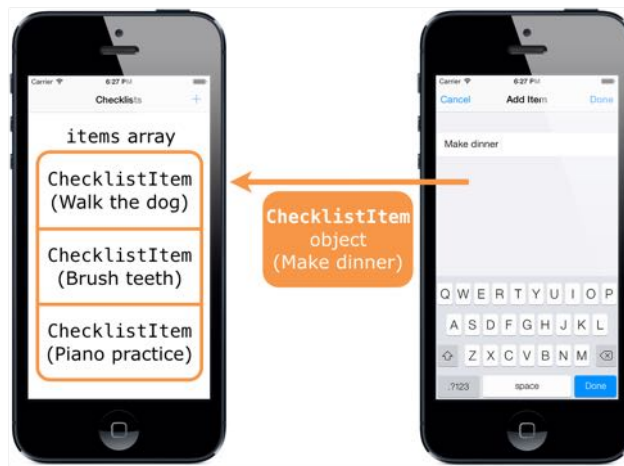 Carrier 6:27 PM
Checklists +
items array
ChecklistItem
(Walk the dog)
ChecklistItem
(Brush teeth)
ChecklistItem
(Piano practice)
ChecklistItem
object
(Make dinner)
Carrier 6:27 PM
Cancel Add Item Done
Make dinner
Q W E R T Y U I O P
A S D F G H J K L
Z X C V B N M
.?123 space Done